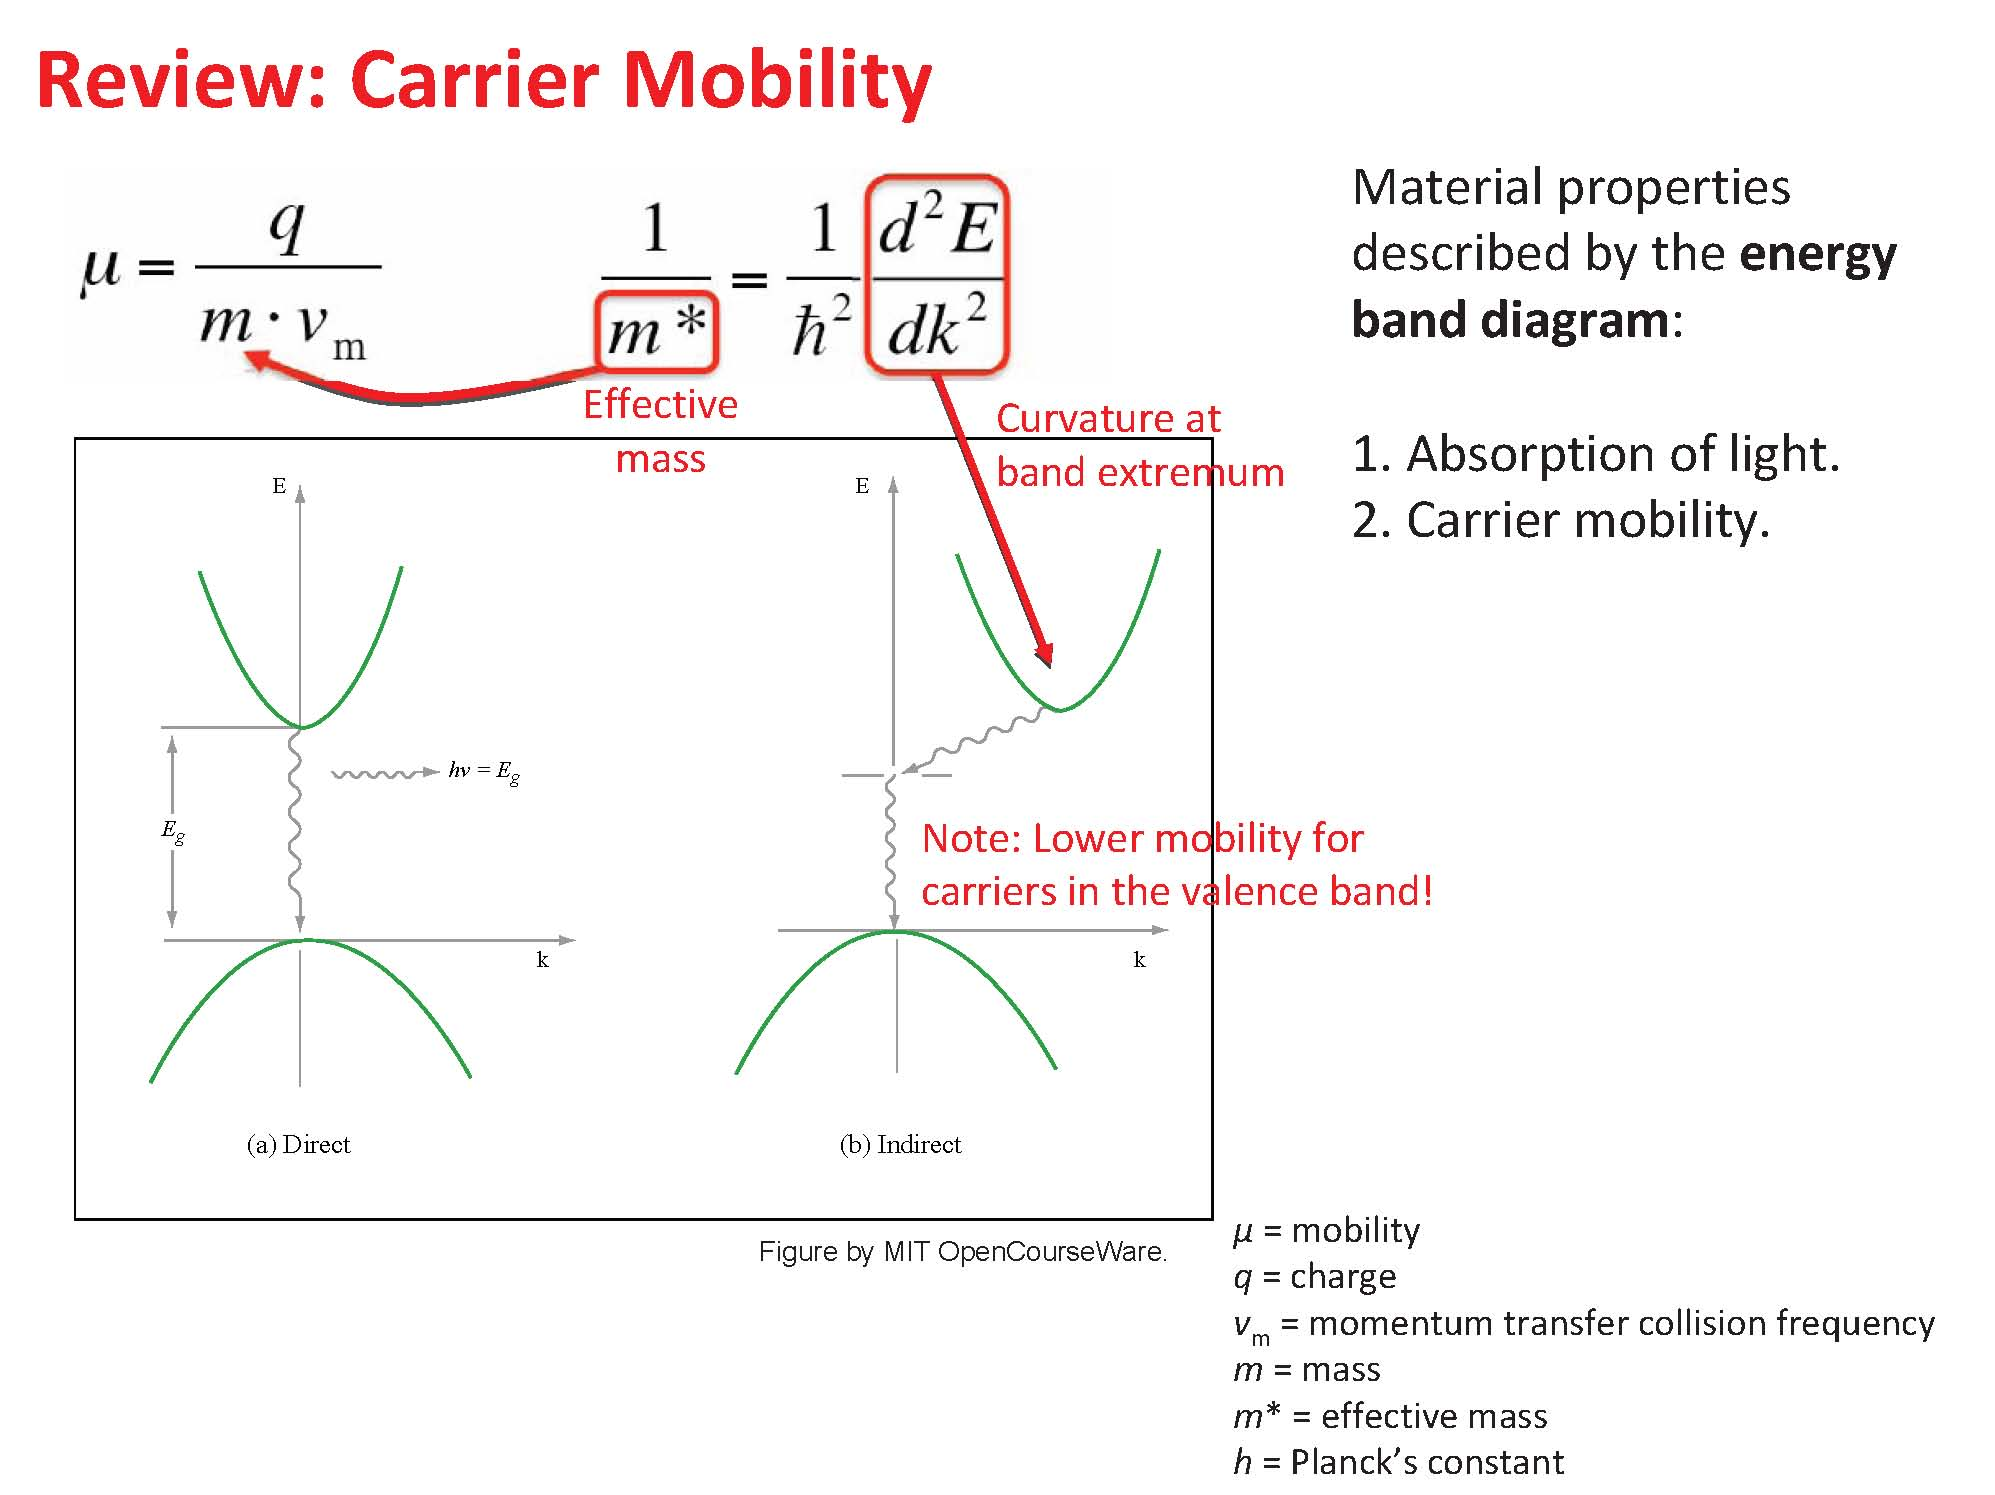 Review: Carrier Mobility
μ = q / (m · ν_m)
1/m* = 1/ħ² d²E/dk²
Effective
mass
Curvature at
band extremum
Material properties
described by the energy
band diagram:
1. Absorption of light.
2. Carrier mobility.
E
hν = E_g
E_g
k
(a) Direct
E
Note: Lower mobility for
carriers in the valence band!
k
(b) Indirect
Figure by MIT OpenCourseWare.
μ = mobility
q = charge
ν_m = momentum transfer collision frequency
m = mass
m* = effective mass
h = Planck’s constant